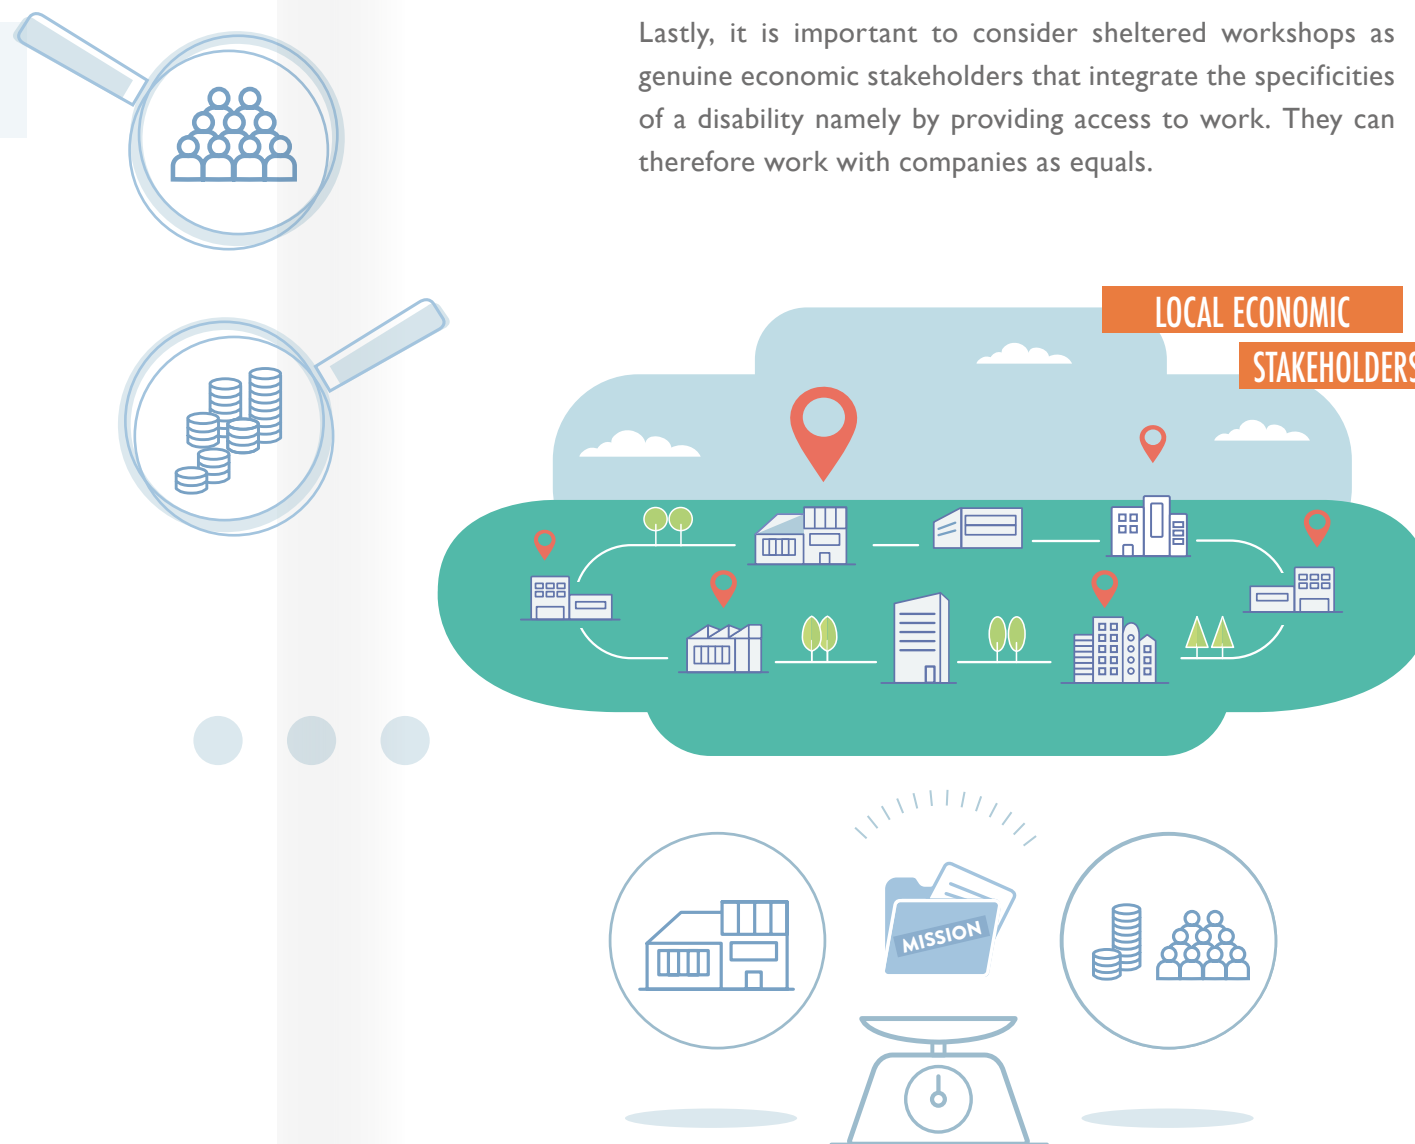 Lastly, it is important to consider sheltered workshops as
genuine economic stakeholders that integrate the specificities
of a disability namely by providing access to work. They can
therefore work with companies as equals.
LOCAL ECONOMIC
STAKEHOLDERS
MISSION